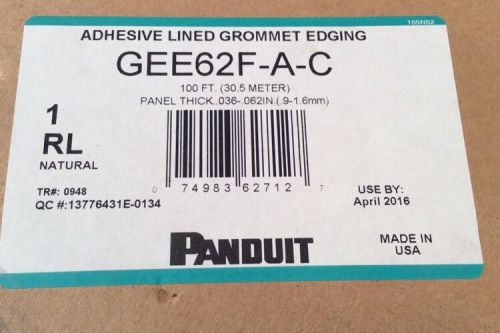 105N52
ADHESIVE LINED GROMMET EDGING
GEE62F-A-C
100 FT. (30.5 METER)
PANEL THICK..036-.062IN.(.9-1.6mm)
1
RL
NATURAL
TR#: 0948
QC #:13776431E-0134
0 74983 62712 7
USE BY:
April 2016
PANDUIT
MADE IN
USA